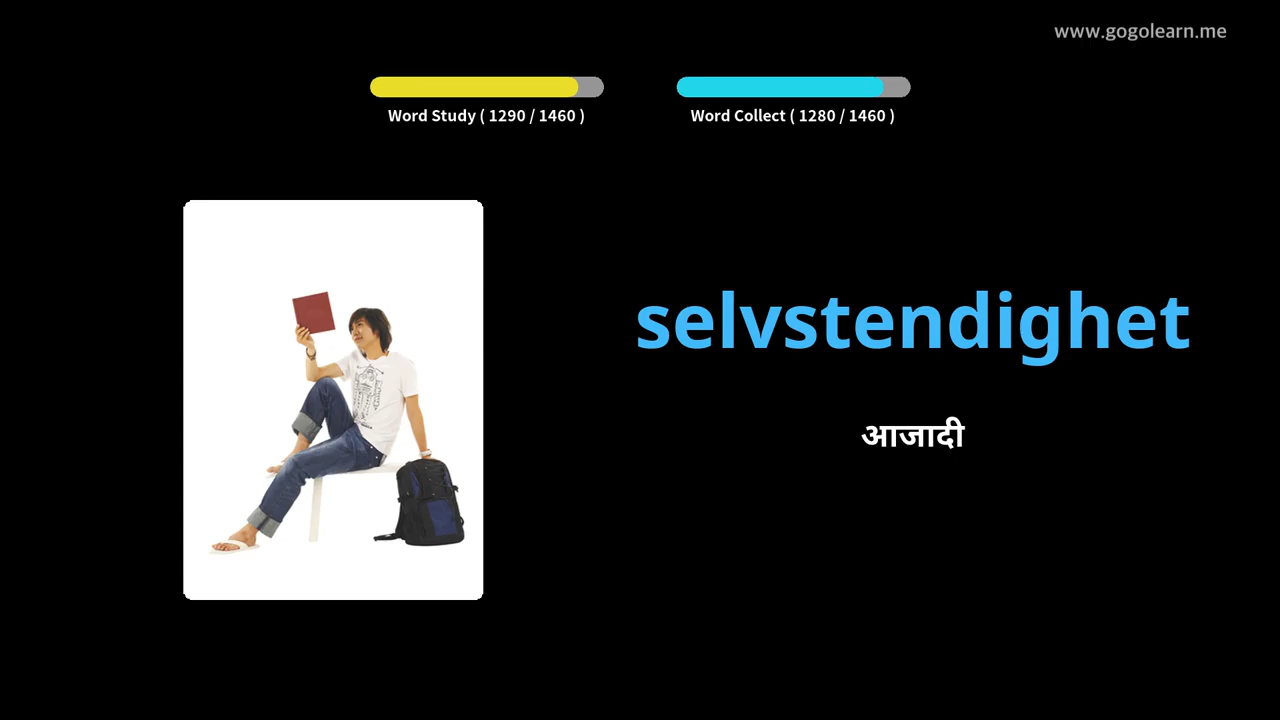 www.gogolearn.me
Word Study ( 1290 / 1460 )
Word Collect ( 1280 / 1460 )
selvstendighet
आजादी